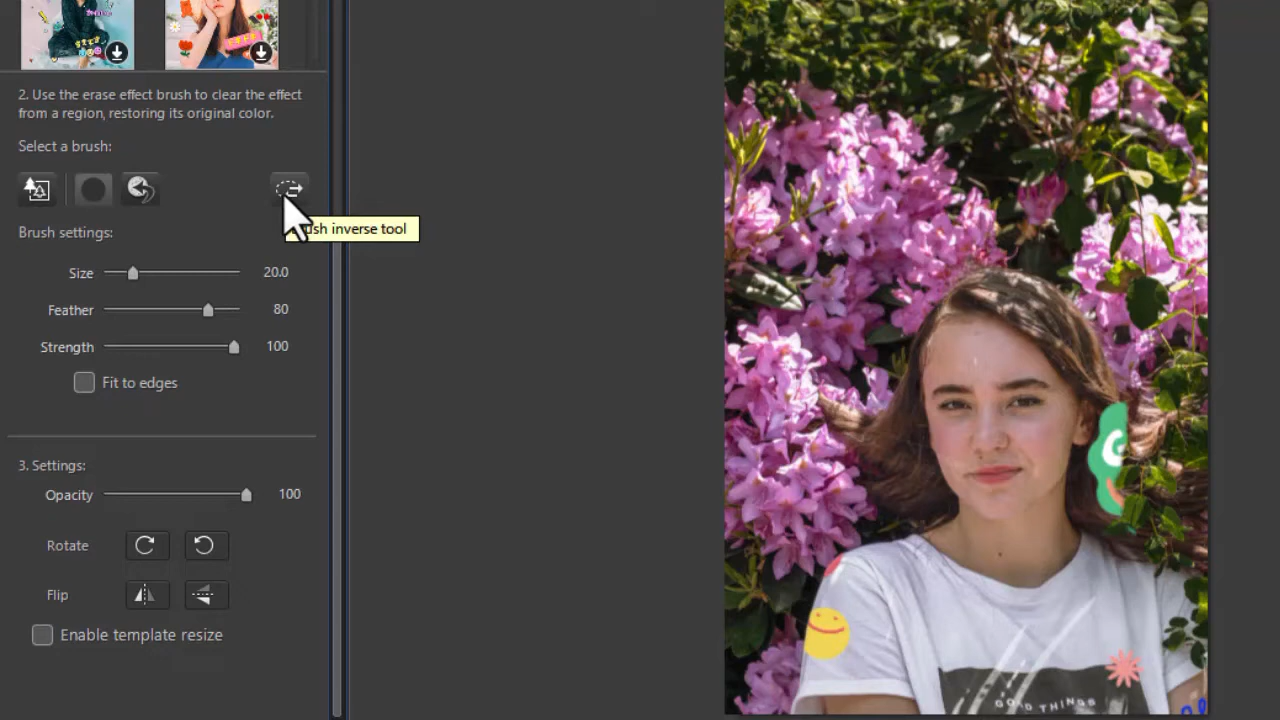 2. Use the erase effect brush to clear the effect
from a region, restoring its original color.
Select a brush:
ush inverse tool
Brush settings:
Size 20.0
Feather 80
Strength 100
Fit to edges
3. Settings:
Opacity 100
Rotate
Flip
Enable template resize
THINGS